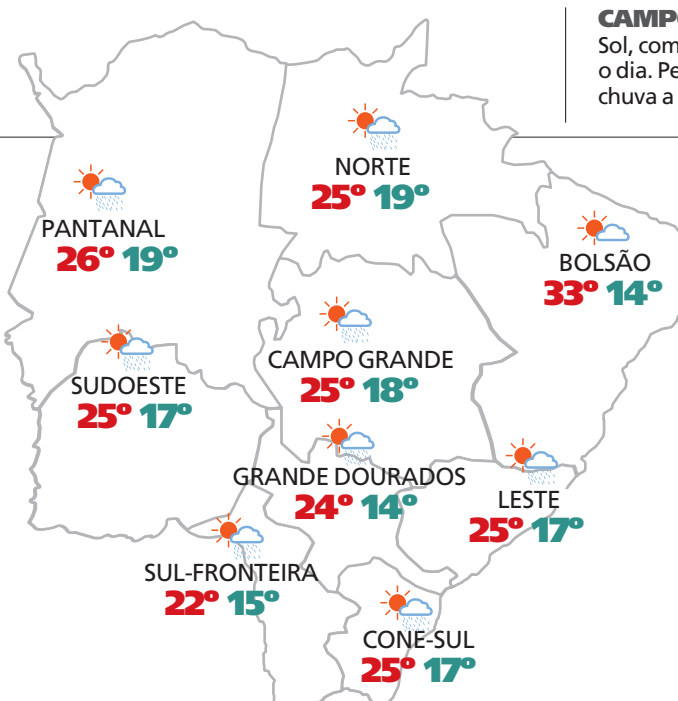 CAMPO
Sol, com
o dia. Pe
chuva a
NORTE
25º 19º
PANTANAL
26º 19º
BOLSÃO
33º 14º
CAMPO GRANDE
25º 18º
SUDOESTE
25º 17º
GRANDE DOURADOS
24º 14º
LESTE
25º 17º
SUL-FRONTEIRA
22º 15º
CONE-SUL
25º 17º